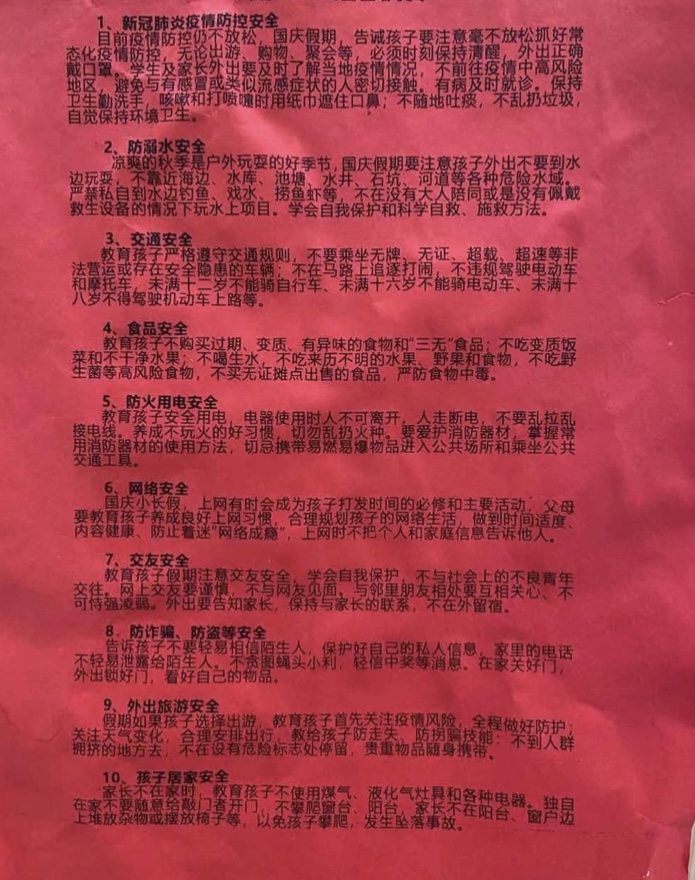 1、新冠肺炎疫情防控安全
目前疫情防控仍不放松，国庆假期，告诫孩子要注意毫不放松抓好常
态化疫情防控，无论出游、购物、聚会等，必须时刻保持清醒，外出正确
戴口罩。学生及家长外出要及时了解当地疫情情况，不前往疫情中高风险
地区，避免与有感冒或类似流感症状的人密切接触。有病及时就诊。保持
卫生勤洗手，咳嗽和打喷嚏时用纸巾遮住口鼻；不随地吐痰，不乱扔垃圾，
自觉保持环境卫生。
2、防溺水安全
凉爽的秋季是户外玩耍的好季节，国庆假期要注意孩子外出不要到水
边玩耍，不靠近海边、水库、池塘、水井、石坑、河道等各种危险水域。
严禁私自到水边钓鱼、戏水、捞鱼虾等，不在没有大人陪同或是没有佩戴
救生设备的情况下玩水上项目。学会自我保护和科学自救、施救方法。
3、交通安全
教育孩子严格遵守交通规则，不要乘坐无牌、无证、超载、超速等非
法营运或存在安全隐患的车辆；不在马路上追逐打闹，不违规驾驶电动车
和摩托车，未满十二岁不能骑自行车、未满十六岁不能骑电动车、未满十
八岁不得驾驶机动车上路等。
4、食品安全
教育孩子不购买过期、变质、有异味的食物和“三无”食品；不吃变质饭
菜和不干净水果；不喝生水，不吃来历不明的水果、野果和食物，不吃野
生菌等高风险食物，不买无证摊点出售的食品，严防食物中毒。
5、防火用电安全
教育孩子安全用电，电器使用时人不可离开，人走断电，不要乱拉乱
接电线。养成不玩火的好习惯，切勿乱扔火种。要爱护消防器材，掌握常
用消防器材的使用方法，切忌携带易燃易爆物品进入公共场所和乘坐公共
交通工具。
6、网络安全
国庆小长假，上网有时会成为孩子打发时间的必修和主要活动，父母
要教育孩子养成良好上网习惯，合理规划孩子的网络生活，做到时间适度、
内容健康、防止着迷“网络成瘾”，上网时不把个人和家庭信息告诉他人。
7、交友安全
教育孩子假期注意交友安全，学会自我保护，不与社会上的不良青年
交往。网上交友要谨慎，不与网友见面。与邻里朋友相处要互相关心、不
可恃强凌弱。外出要告知家长，保持与家长的联系，不在外留宿。
8．防诈骗、防盗等安全
告诉孩子不要轻易相信陌生人，保护好自己的私人信息，家里的电话
不轻易泄露给陌生人。不贪图蝇头小利，轻信中奖等消息。在家关好门，
外出锁好门，看好自己的物品。
9、外出旅游安全
假期如果孩子选择出游，教育孩子首先关注疫情风险，全程做好防护；
关注天气变化，合理安排出行，教给孩子防走失、防拐骗技能；不到人群
拥挤的地方去，不在设有危险标志处停留，贵重物品随身携带。
10、孩子居家安全
家长不在家时，教育孩子不使用煤气、液化气灶具和各种电器。独自
在家不要随意给敲门者开门，不攀爬窗台、阳台，家长不在阳台、窗户边
上堆放杂物或摆放椅子等，以免孩子攀爬，发生坠落事故。